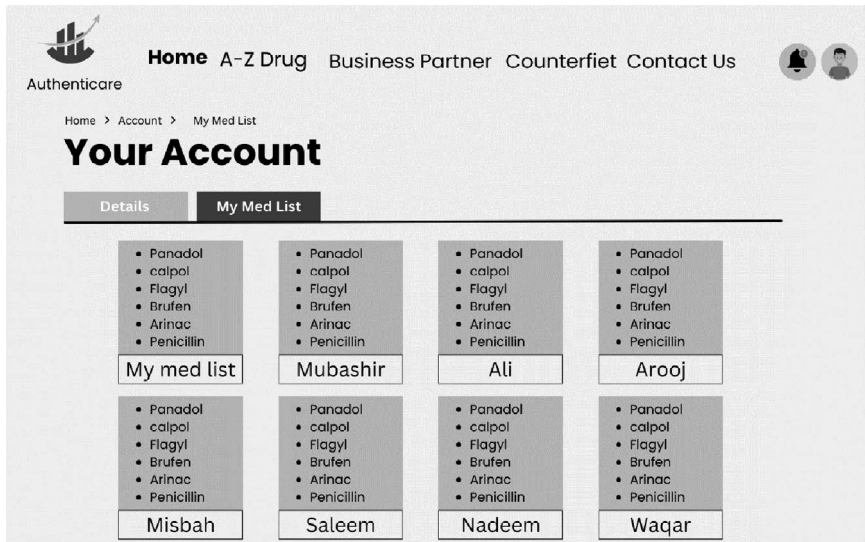 Home A-Z Drug Business Partner Counterfiet Contact Us
Authenticare
Home > Account > My Med List
Your Account
Details My Med List
• Panadol
• calpol
• Flagyl
• Brufen
• Arinac
• Penicillin
My med list
• Panadol
• calpol
• Flagyl
• Brufen
• Arinac
• Penicillin
Mubashir
• Panadol
• calpol
• Flagyl
• Brufen
• Arinac
• Penicillin
Ali
• Panadol
• calpol
• Flagyl
• Brufen
• Arinac
• Penicillin
Arooj
• Panadol
• calpol
• Flagyl
• Brufen
• Arinac
• Penicillin
Misbah
• Panadol
• calpol
• Flagyl
• Brufen
• Arinac
• Penicillin
Saleem
• Panadol
• calpol
• Flagyl
• Brufen
• Arinac
• Penicillin
Nadeem
• Panadol
• calpol
• Flagyl
• Brufen
• Arinac
• Penicillin
Waqar